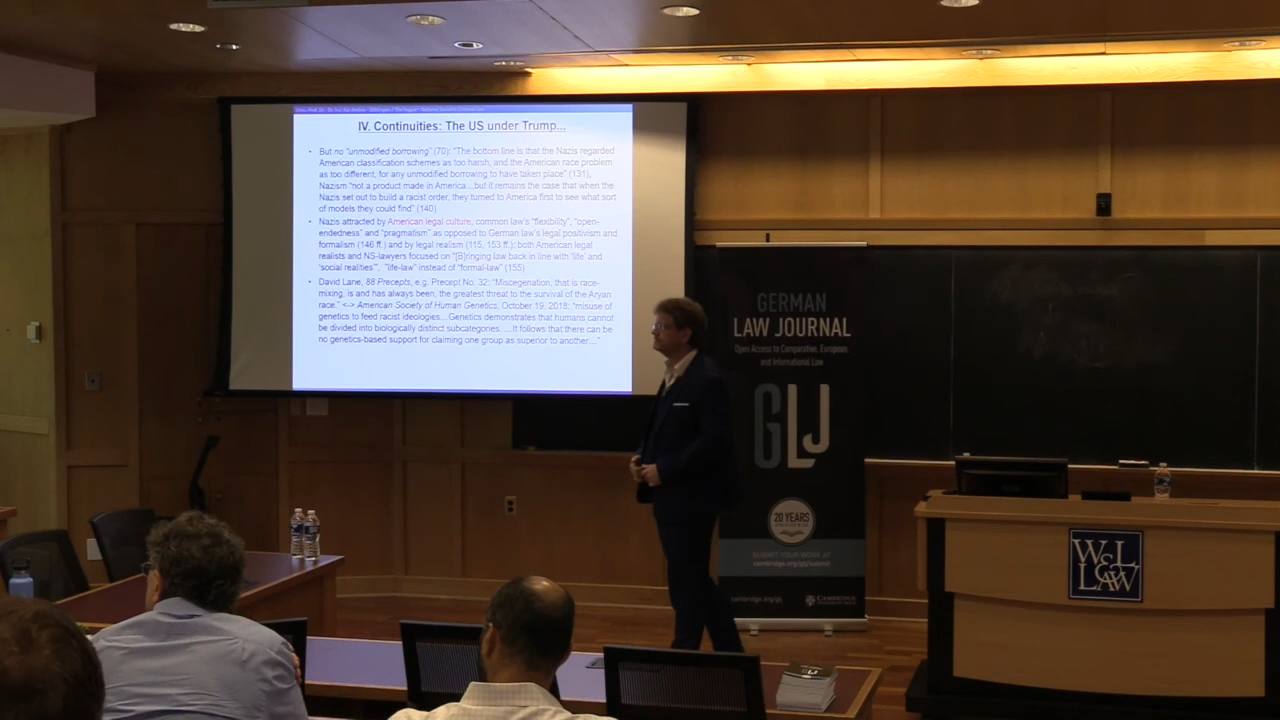 IV. Continuities: The US under Trump...
• But no "unmodified borrowing" (70): "The bottom line is that the Nazis regarded
American classification schemes as too harsh, and the American race problem
as too different, for any unmodified borrowing to have taken place" (131),
Nazism "not a product made in America...but it remains the case that when the
Nazis set out to build a racist order, they turned to America first to see what sort
of models they could find" (140)
• Nazis attracted by American legal culture, common law's "flexibility", "open-
endedness" and "pragmatism" as opposed to German law's legal positivism and
formalism (146 ff.) and by legal realism (115, 153 ff.); both American legal
realists and NS-lawyers focused on "[B]ringing law back in line with 'life' and
'social realities'", "life-law" instead of "formal-law" (155)
• David Lane, 88 Precepts, e.g. Precept No. 32: "Miscegenation, that is race-
mixing, is and has always been, the greatest threat to the survival of the Aryan
race." <-> American Society of Human Genetics, October 19, 2018: "misuse of
genetics to feed racist ideologies...Genetics demonstrates that humans cannot
be divided into biologically distinct subcategories. ...It follows that there can be
no genetics-based support for claiming one group as superior to another..."
GERMAN
LAW JOURNAL
Open Access to Comparative, European
and International Law
GLJ
20 YEARS
SUBMIT YOUR WORK AT
cambridge.org/glj/submit
cambridge.org/glj
CAMBRIDGE
UNIVERSITY PRESS
W&L
LAW
GLJ